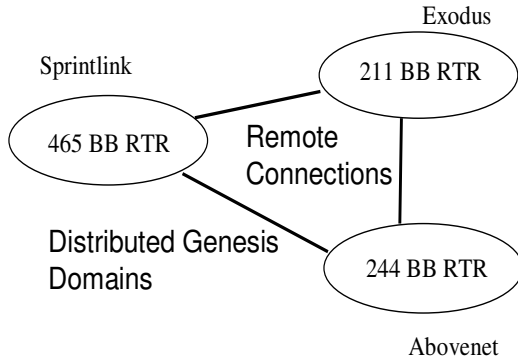 Exodus
Sprintlink
211 BB RTR
465 BB RTR
Remote
Connections
Distributed Genesis
Domains
244 BB RTR
Abovenet